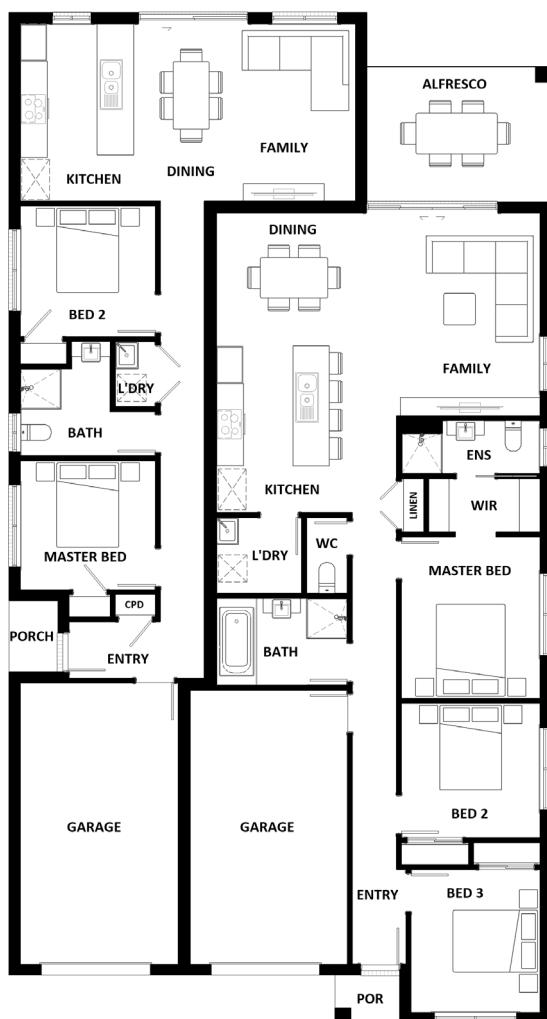 ALFRESCO
FAMILY
DINING
KITCHEN
DINING
BED 2
FAMILY
L'DRY
BATH
ENS
KITCHEN
LINEN
WIR
WC
L'DRY
MASTER BED
MASTER BED
CPD
PORCH
BATH
ENTRY
BED 2
GARAGE
GARAGE
BED 3
ENTRY
POR